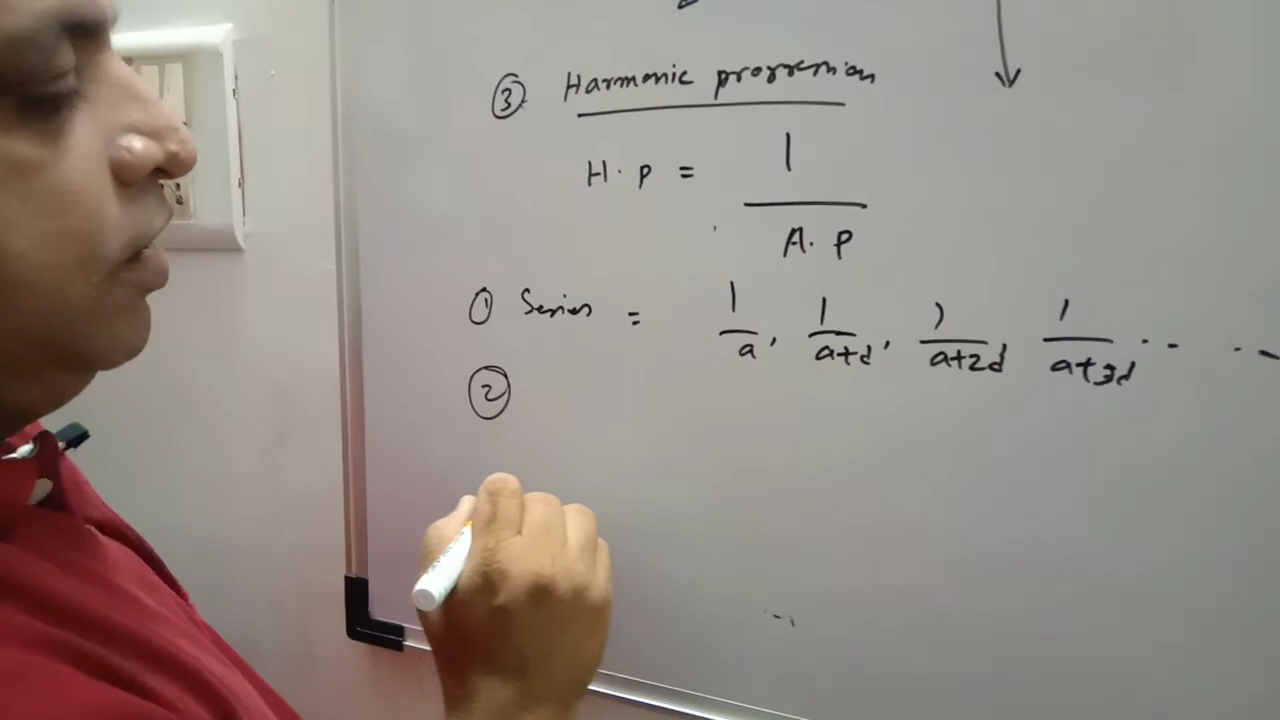 ③ Harmonic progression
H.P = 1/A.P
① Series = 1/a, 1/a+d, 1/a+2d 1/a+3d .. ..
②